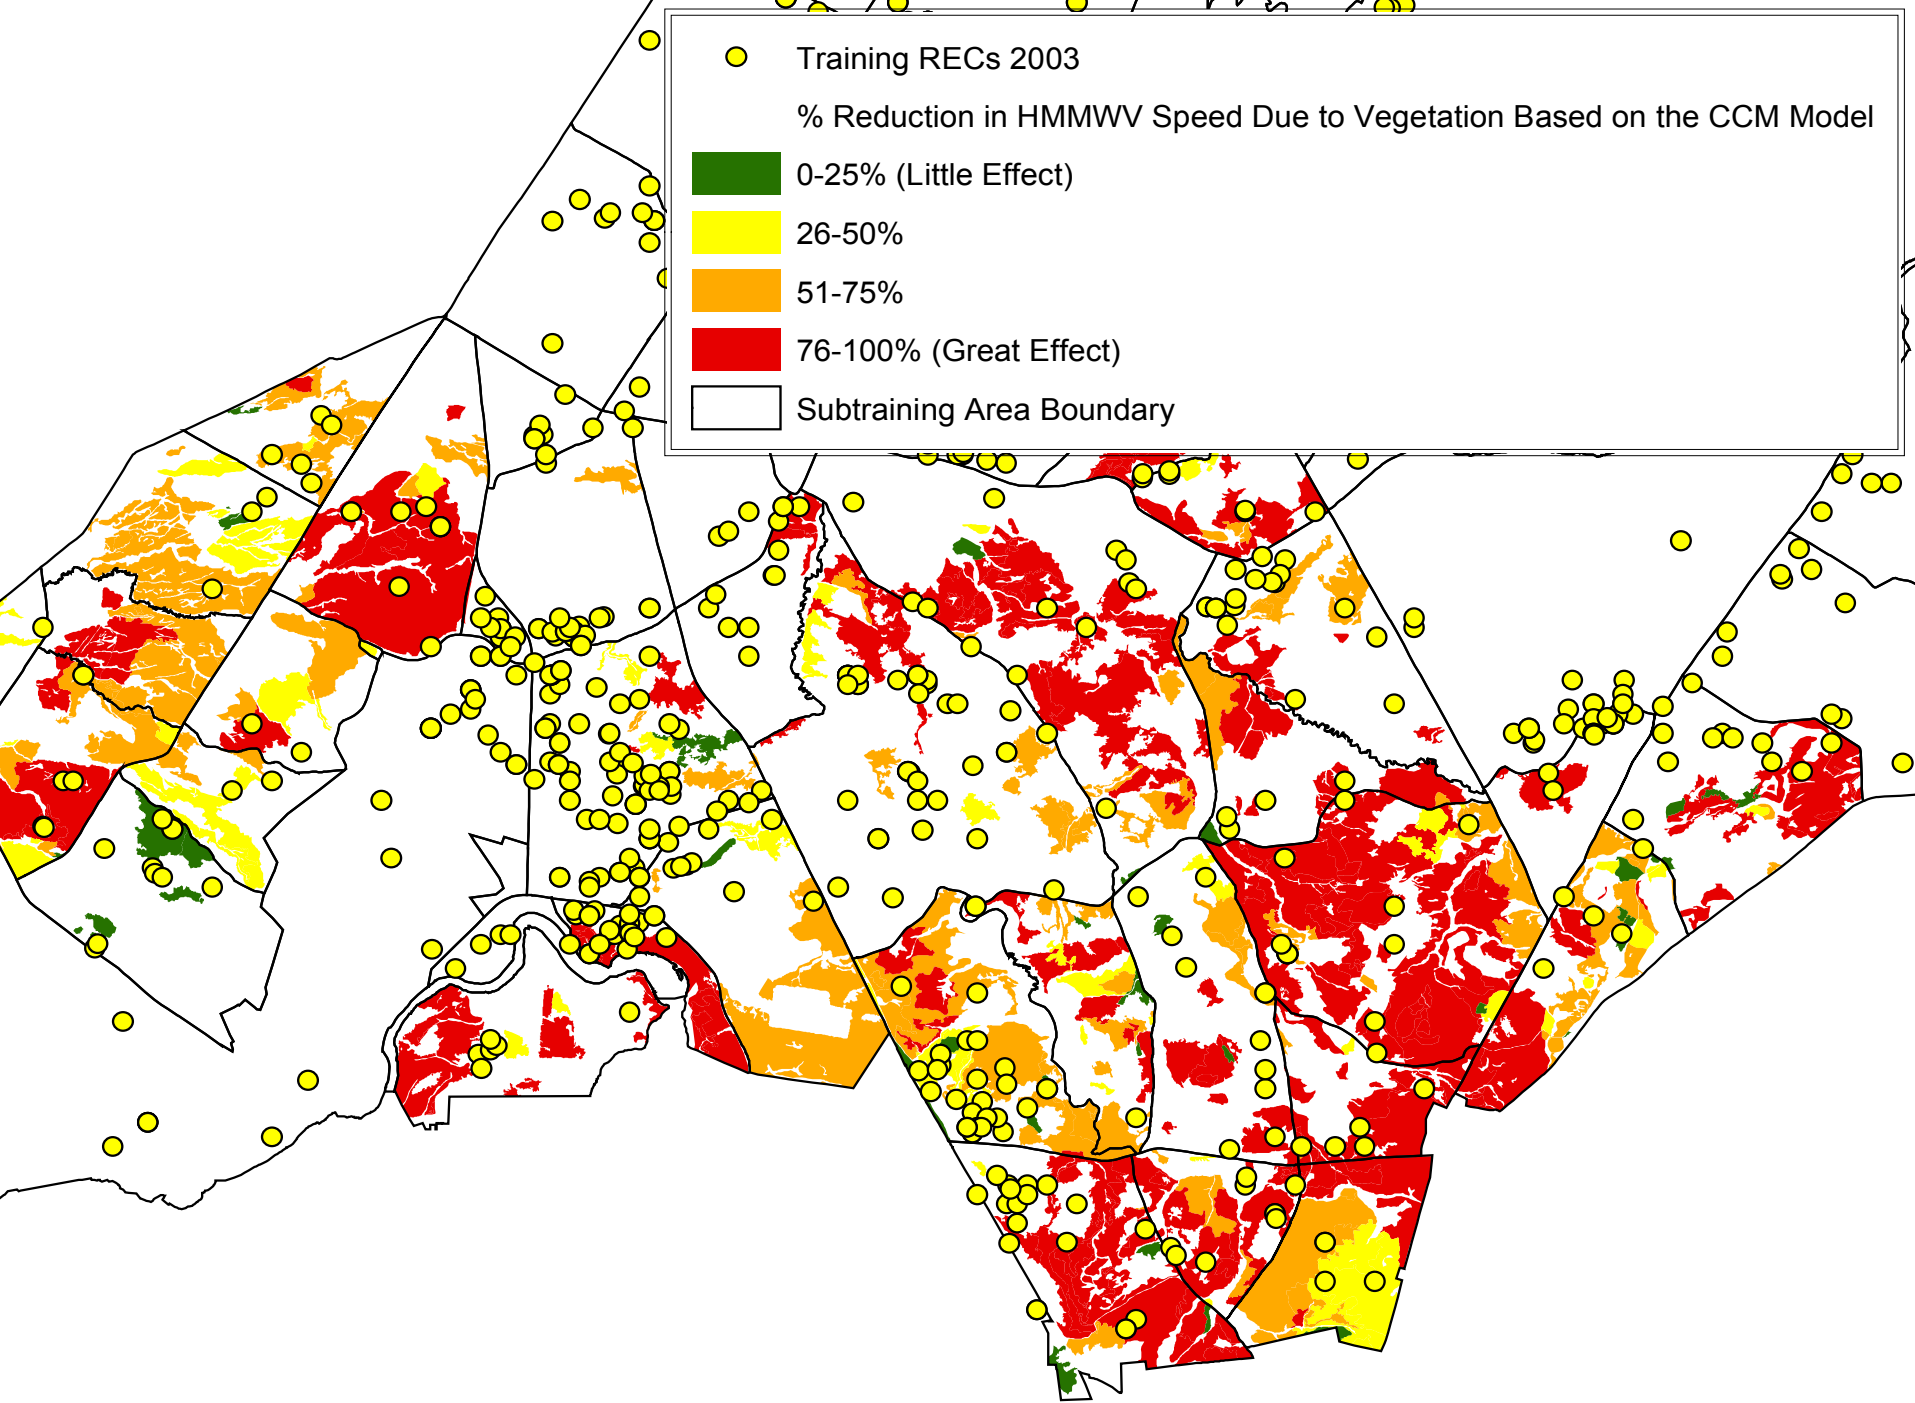 Training RECs 2003
% Reduction in HMMWV Speed Due to Vegetation Based on the CCM Model
0-25% (Little Effect)
26-50%
51-75%
76-100% (Great Effect)
Subtraining Area Boundary